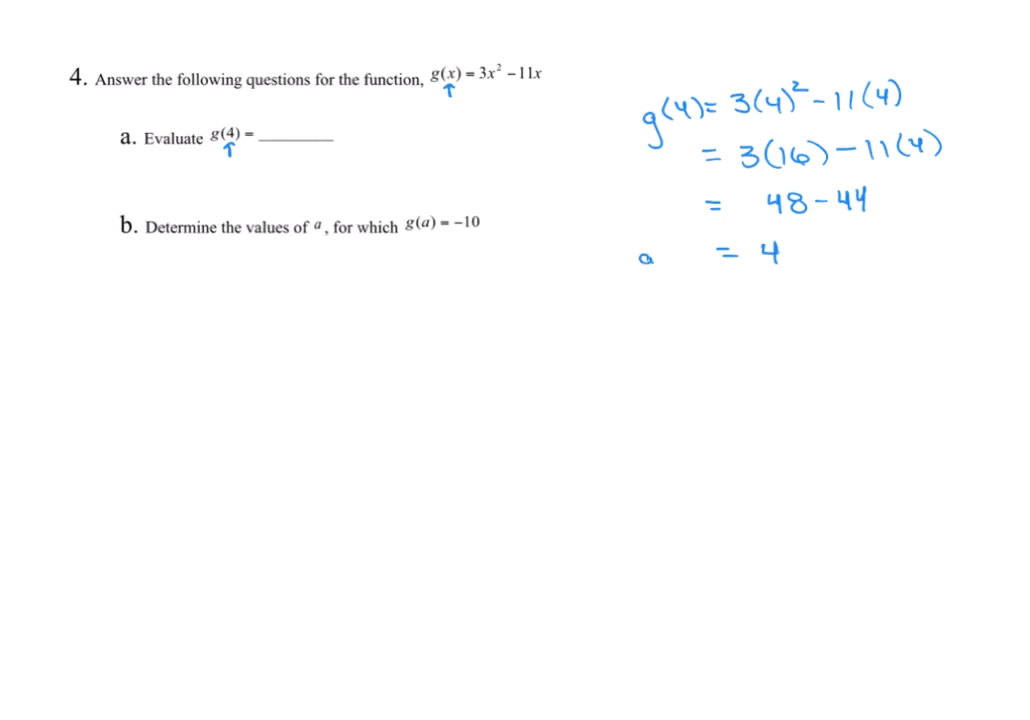 4. Answer the following questions for the function, g(x) = 3x² − 11x
a. Evaluate g(4) = ________
b. Determine the values of a, for which g(a) = −10
g(4) = 3(4)² − 11(4)
= 3(16) − 11(4)
= 48 − 44
a = 4